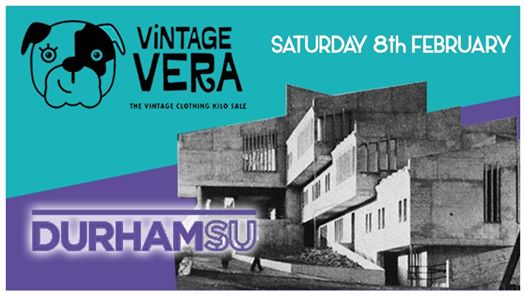 ViNTAGE
VERA
THE VINTAGE CLOTHING KILO SALE
SATURDAY 8th FEBRUARY
DURHAMSU